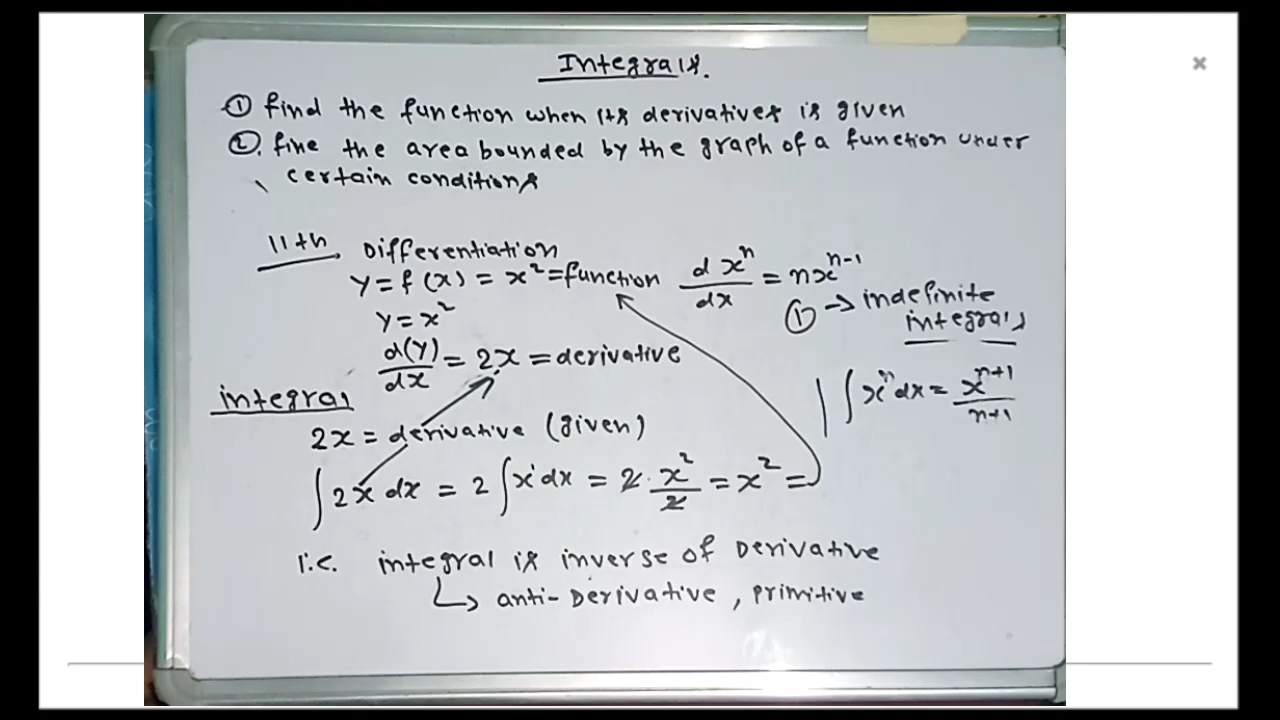 Integrals.
① find the function when its derivatives is given
②. fine the area bounded by the graph of a function under
certain conditions
11th Differentiation
y = f(x) = x² = function d xⁿ/dx = nxⁿ⁻¹
y = x² ① → indefinite
integrals
d(y)/dx = 2x = derivative
integral
∫ xⁿ dx = xⁿ⁺¹/n+1
2x = derivative (given)
∫ 2x dx = 2 ∫ x¹ dx = 2 · x²/2 = x² =
i.e. integral is inverse of Derivative
↳ anti-Derivative, primitive